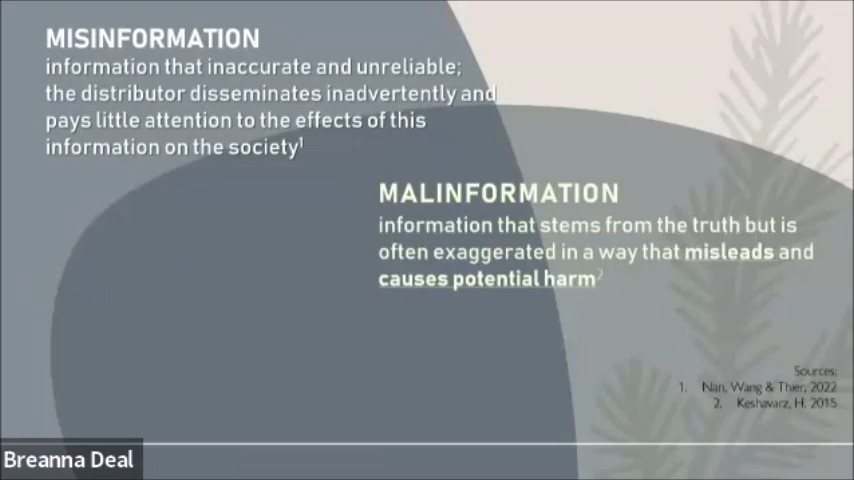 MISINFORMATION
information that inaccurate and unreliable;
the distributor disseminates inadvertently and
pays little attention to the effects of this
information on the society¹
MALINFORMATION
information that stems from the truth but is
often exaggerated in a way that misleads and
causes potential harm²
Sources:
1. Nan, Wang & Thier, 2022
2. Keshavarz, H. 2015
Breanna Deal